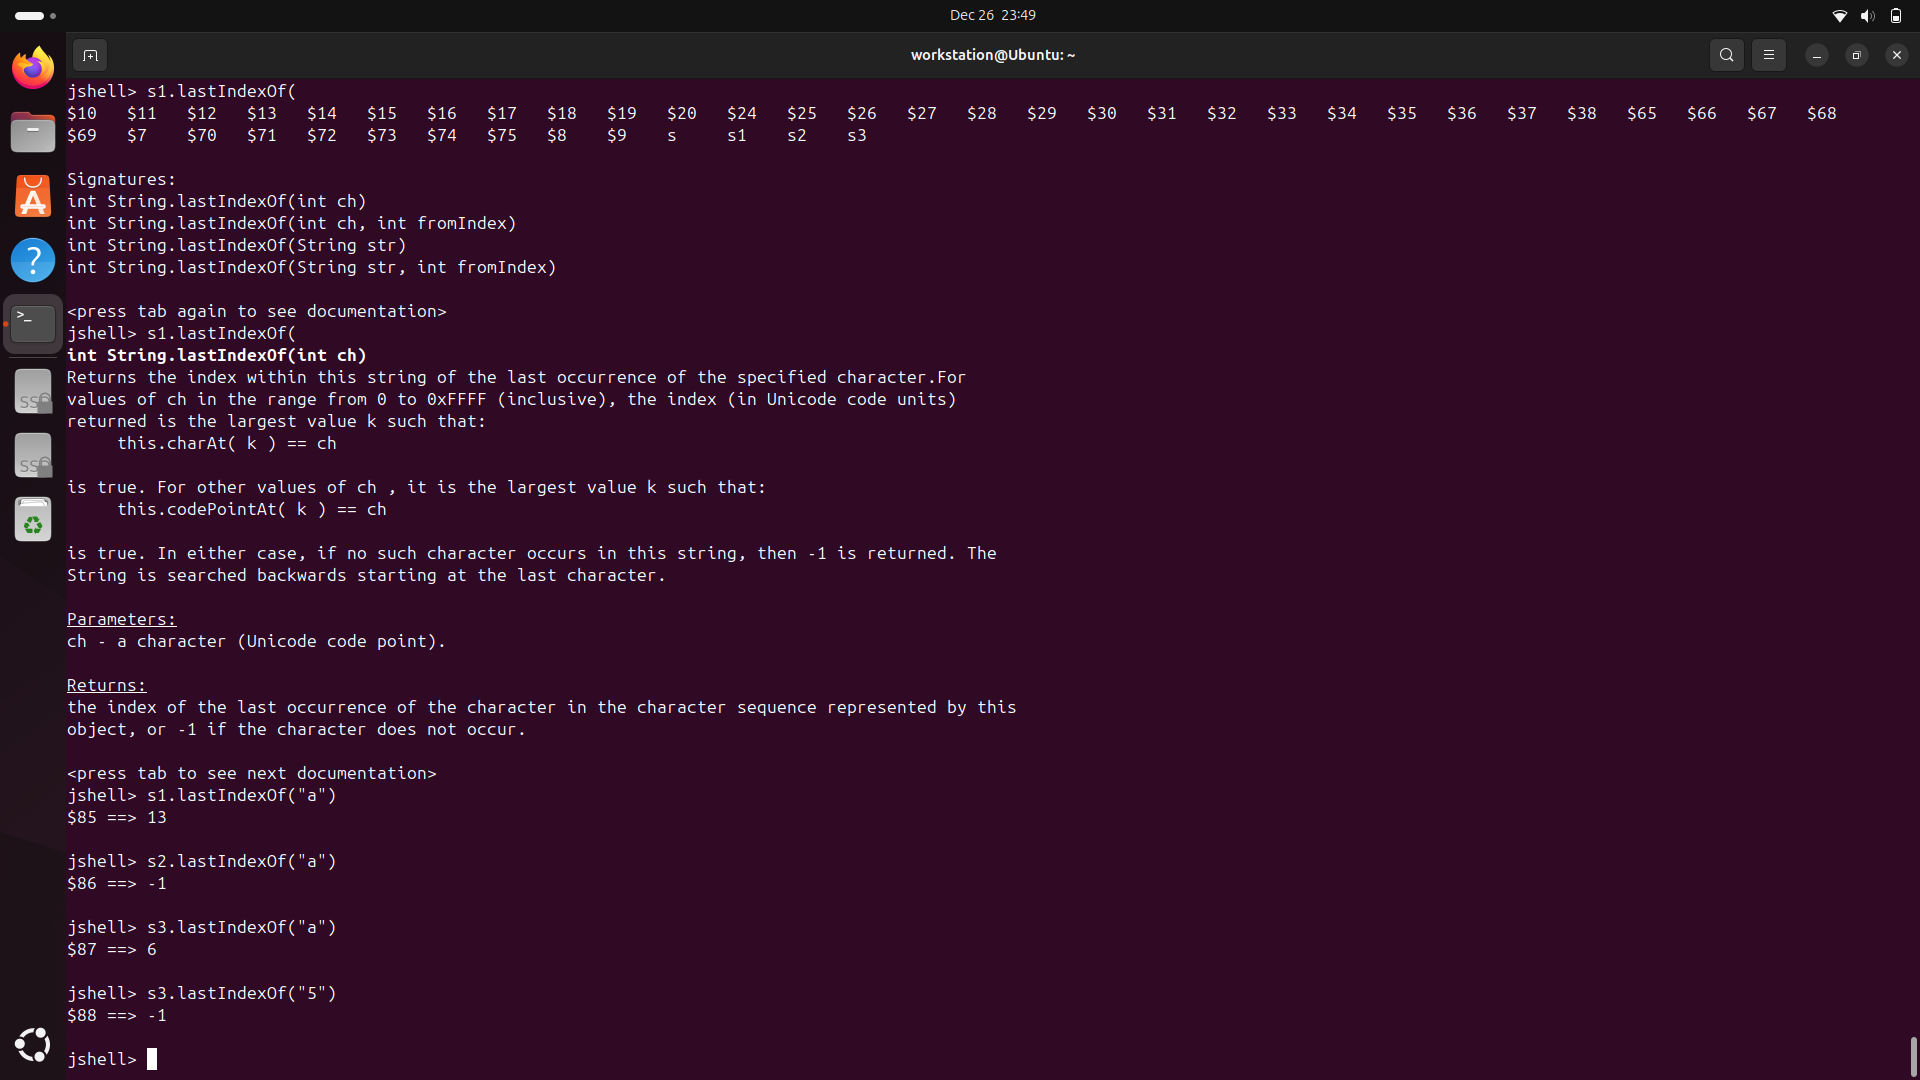 Dec 26 23:49
workstation@Ubuntu: ~
jshell> s1.lastIndexOf(
$10 $11 $12 $13 $14 $15 $16 $17 $18 $19 $20 $24 $25 $26 $27 $28 $29 $30 $31 $32 $33 $34 $35 $36 $37 $38 $65 $66 $67 $68
$69 $7 $70 $71 $72 $73 $74 $75 $8 $9 s s1 s2 s3
Signatures:
int String.lastIndexOf(int ch)
int String.lastIndexOf(int ch, int fromIndex)
int String.lastIndexOf(String str)
int String.lastIndexOf(String str, int fromIndex)
<press tab again to see documentation>
jshell> s1.lastIndexOf(
int String.lastIndexOf(int ch)
Returns the index within this string of the last occurrence of the specified character.For
values of ch in the range from 0 to 0xFFFF (inclusive), the index (in Unicode code units)
returned is the largest value k such that:
this.charAt( k ) == ch
is true. For other values of ch , it is the largest value k such that:
this.codePointAt( k ) == ch
is true. In either case, if no such character occurs in this string, then -1 is returned. The
String is searched backwards starting at the last character.
Parameters:
ch - a character (Unicode code point).
Returns:
the index of the last occurrence of the character in the character sequence represented by this
object, or -1 if the character does not occur.
<press tab to see next documentation>
jshell> s1.lastIndexOf("a")
$85 ==> 13
jshell> s2.lastIndexOf("a")
$86 ==> -1
jshell> s3.lastIndexOf("a")
$87 ==> 6
jshell> s3.lastIndexOf("5")
$88 ==> -1
jshell>